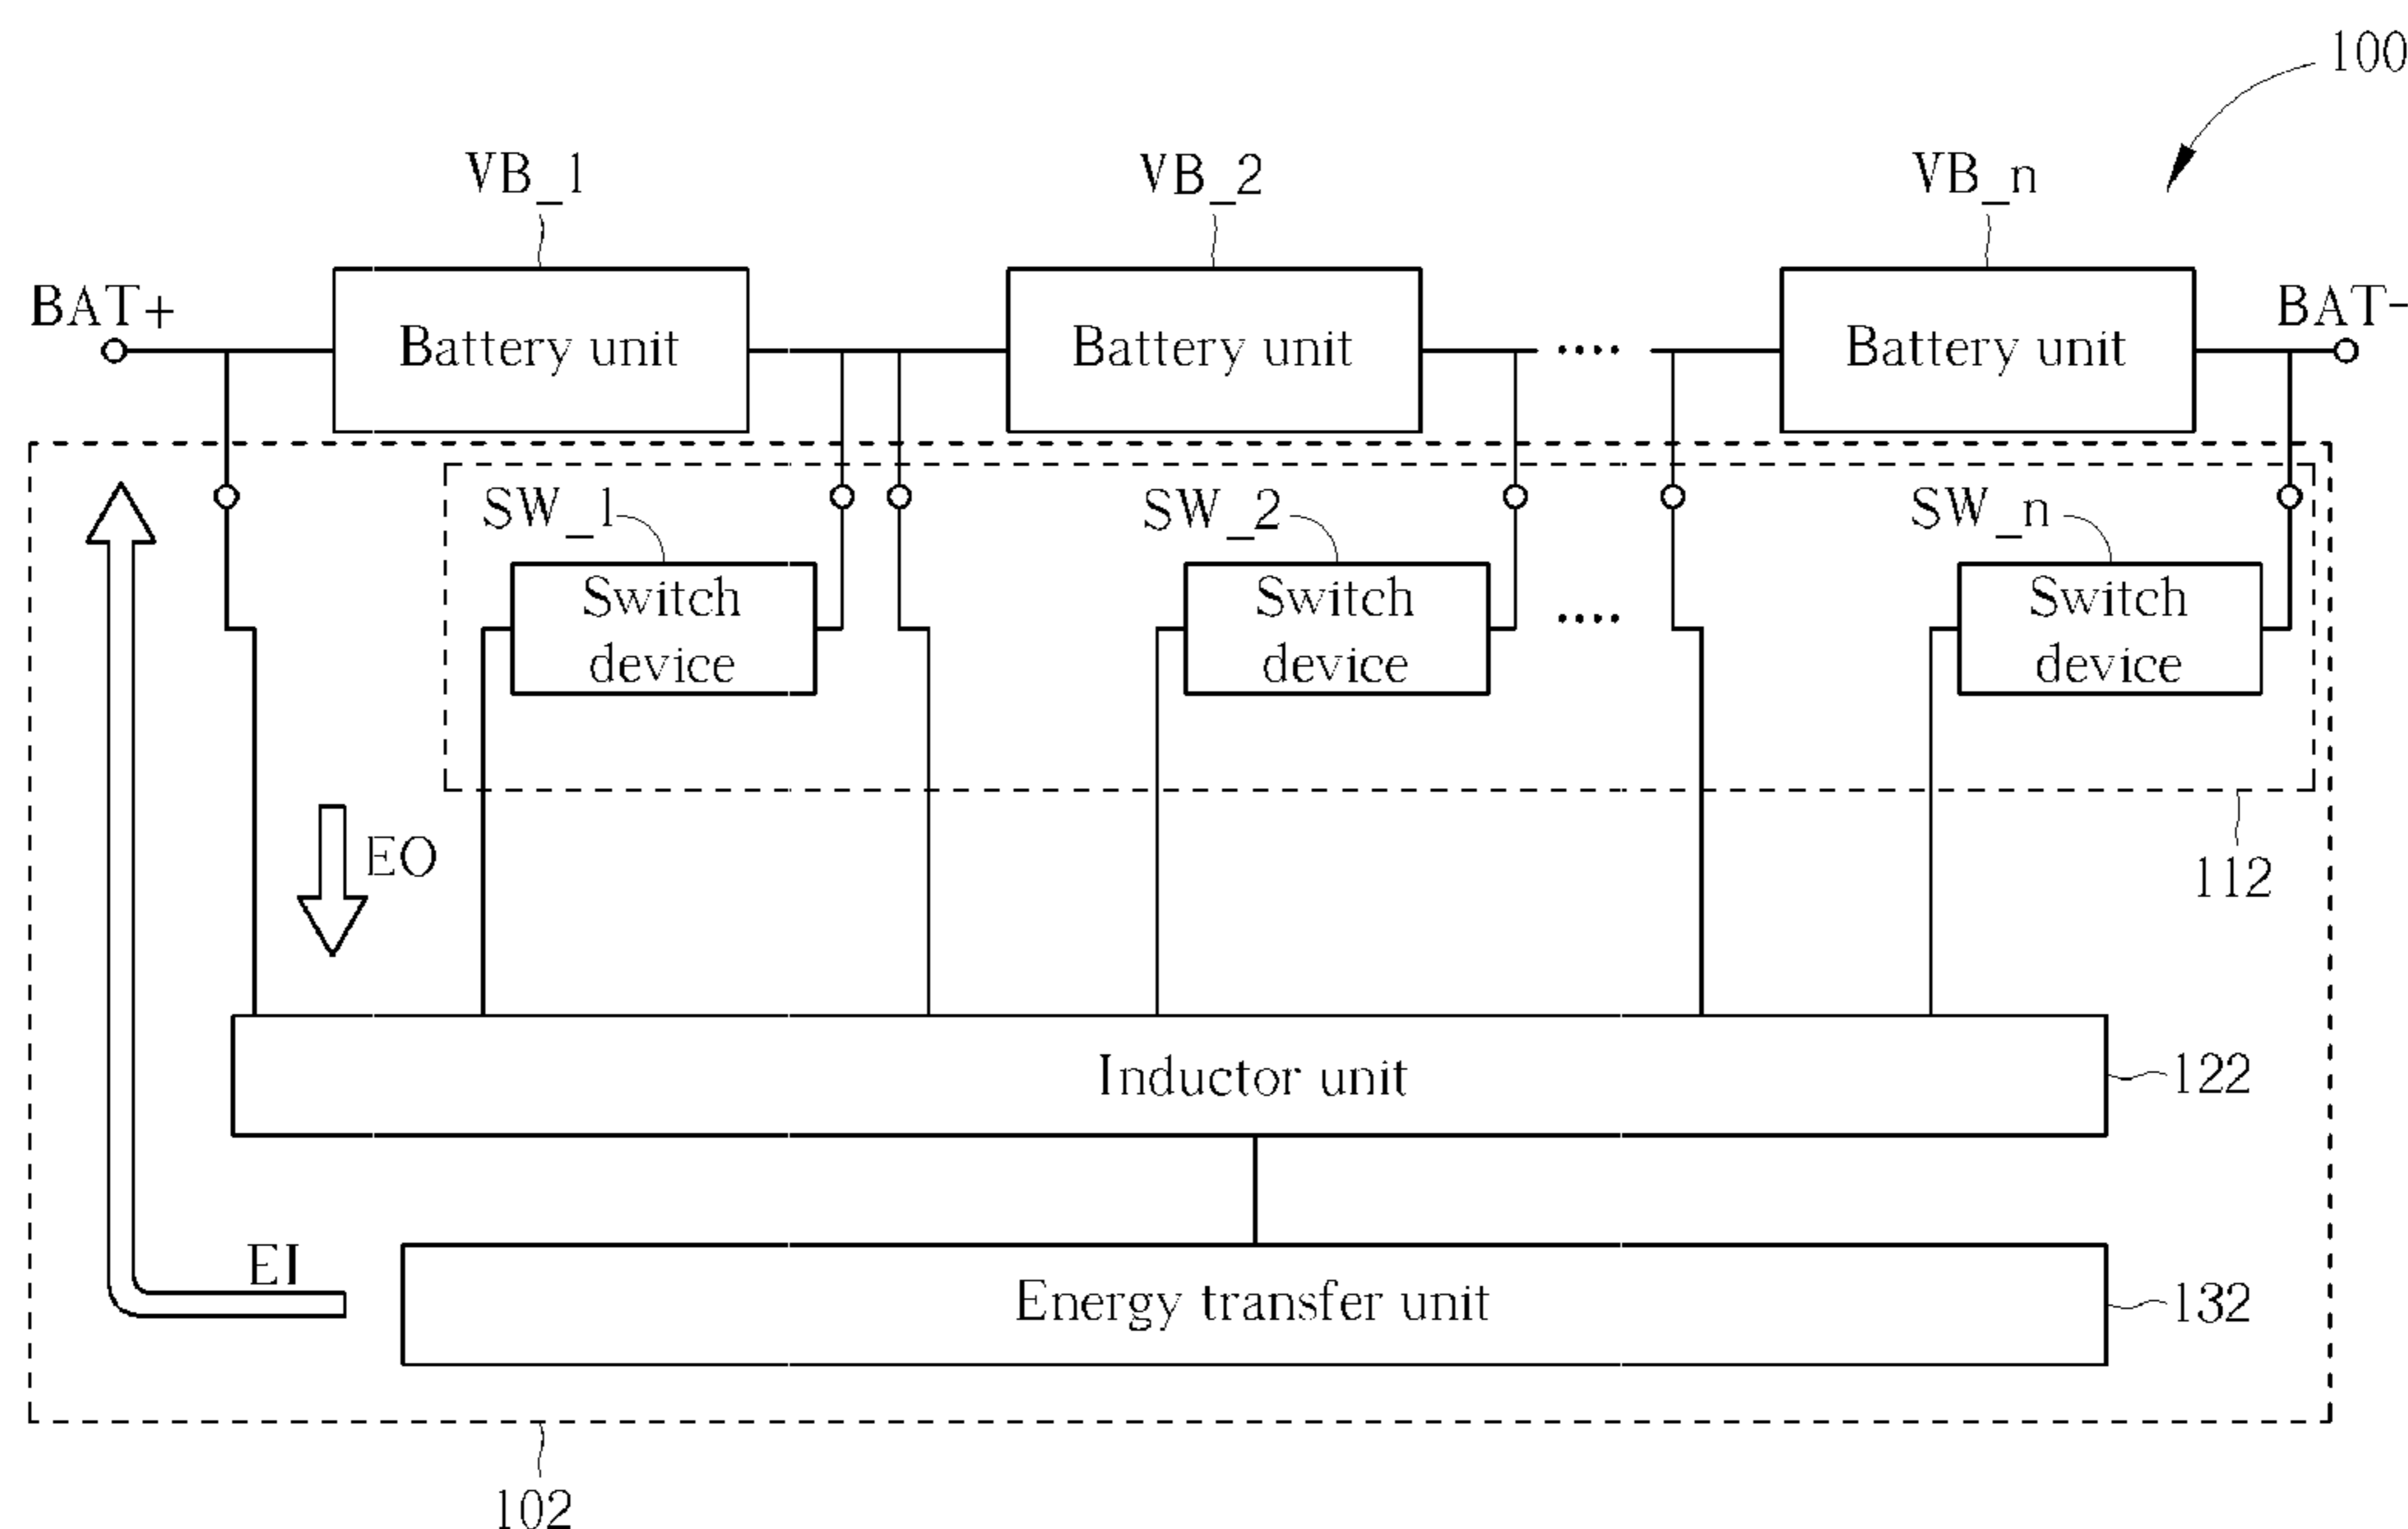 100
VB_1
VB_2
VB_n
BAT+
Battery unit
Battery unit
....
Battery unit
BAT-
SW_1
SW_2
SW_n
Switch
device
Switch
device
....
Switch
device
EO
112
Inductor unit
122
EI
Energy transfer unit
132
102